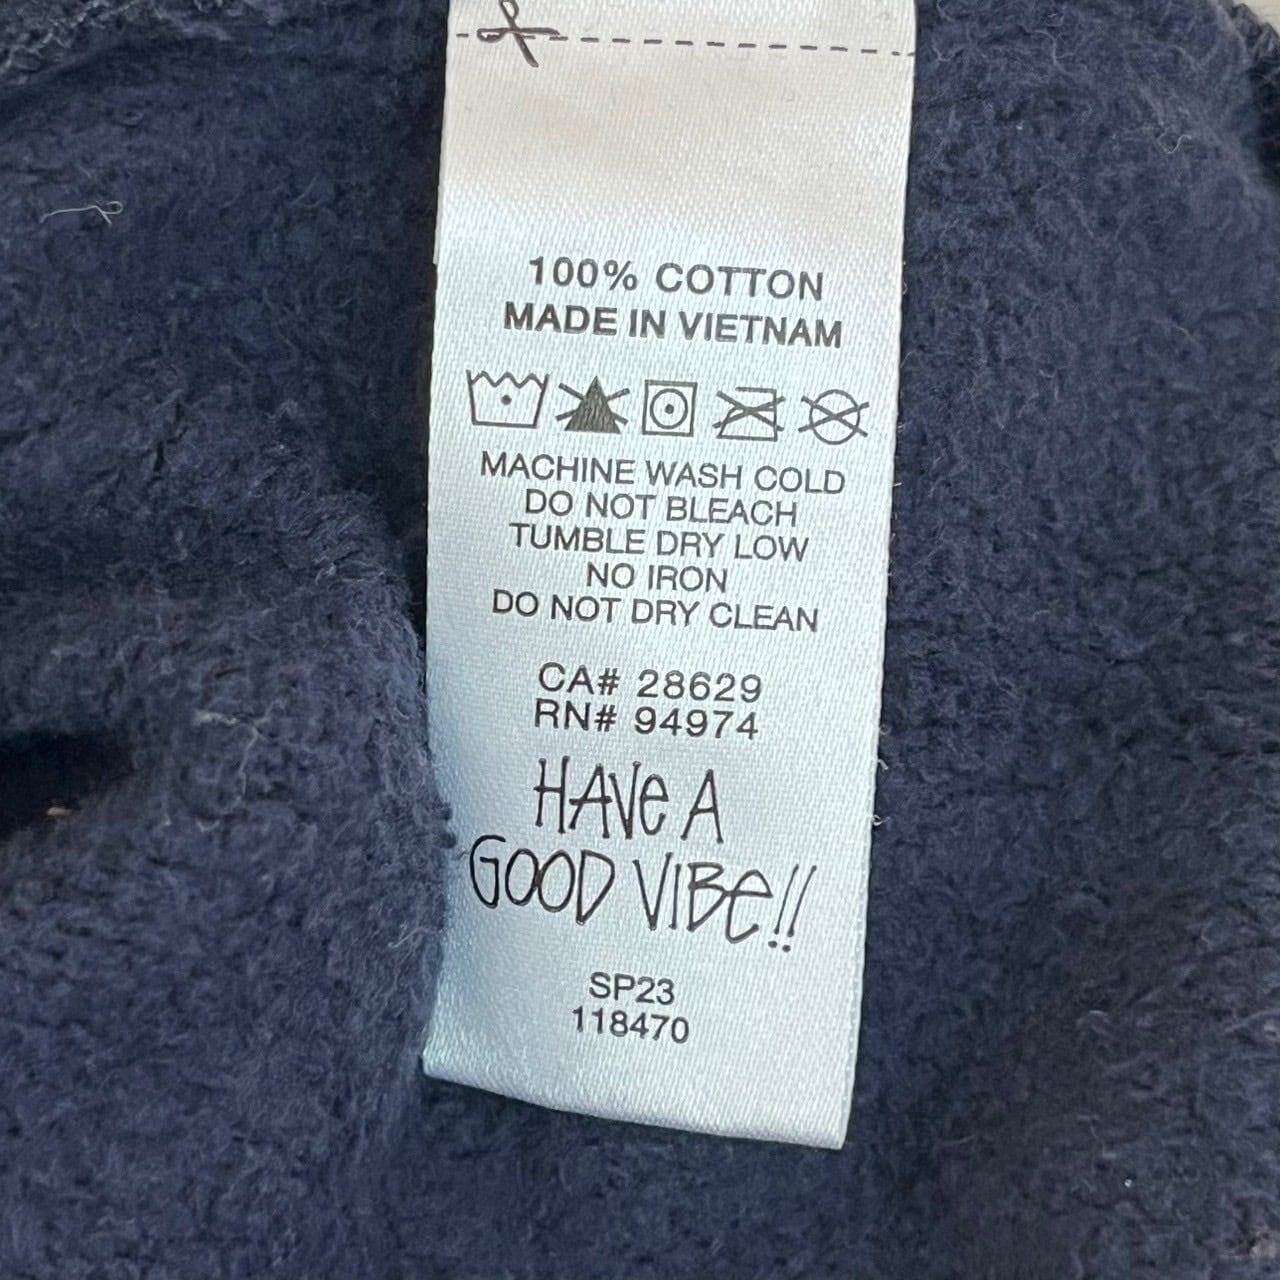 100% COTTON
MADE IN VIETNAM
MACHINE WASH COLD
DO NOT BLEACH
TUMBLE DRY LOW
NO IRON
DO NOT DRY CLEAN
CA# 28629
RN# 94974
HAVe A
GOOD VIBe!!
SP23
118470